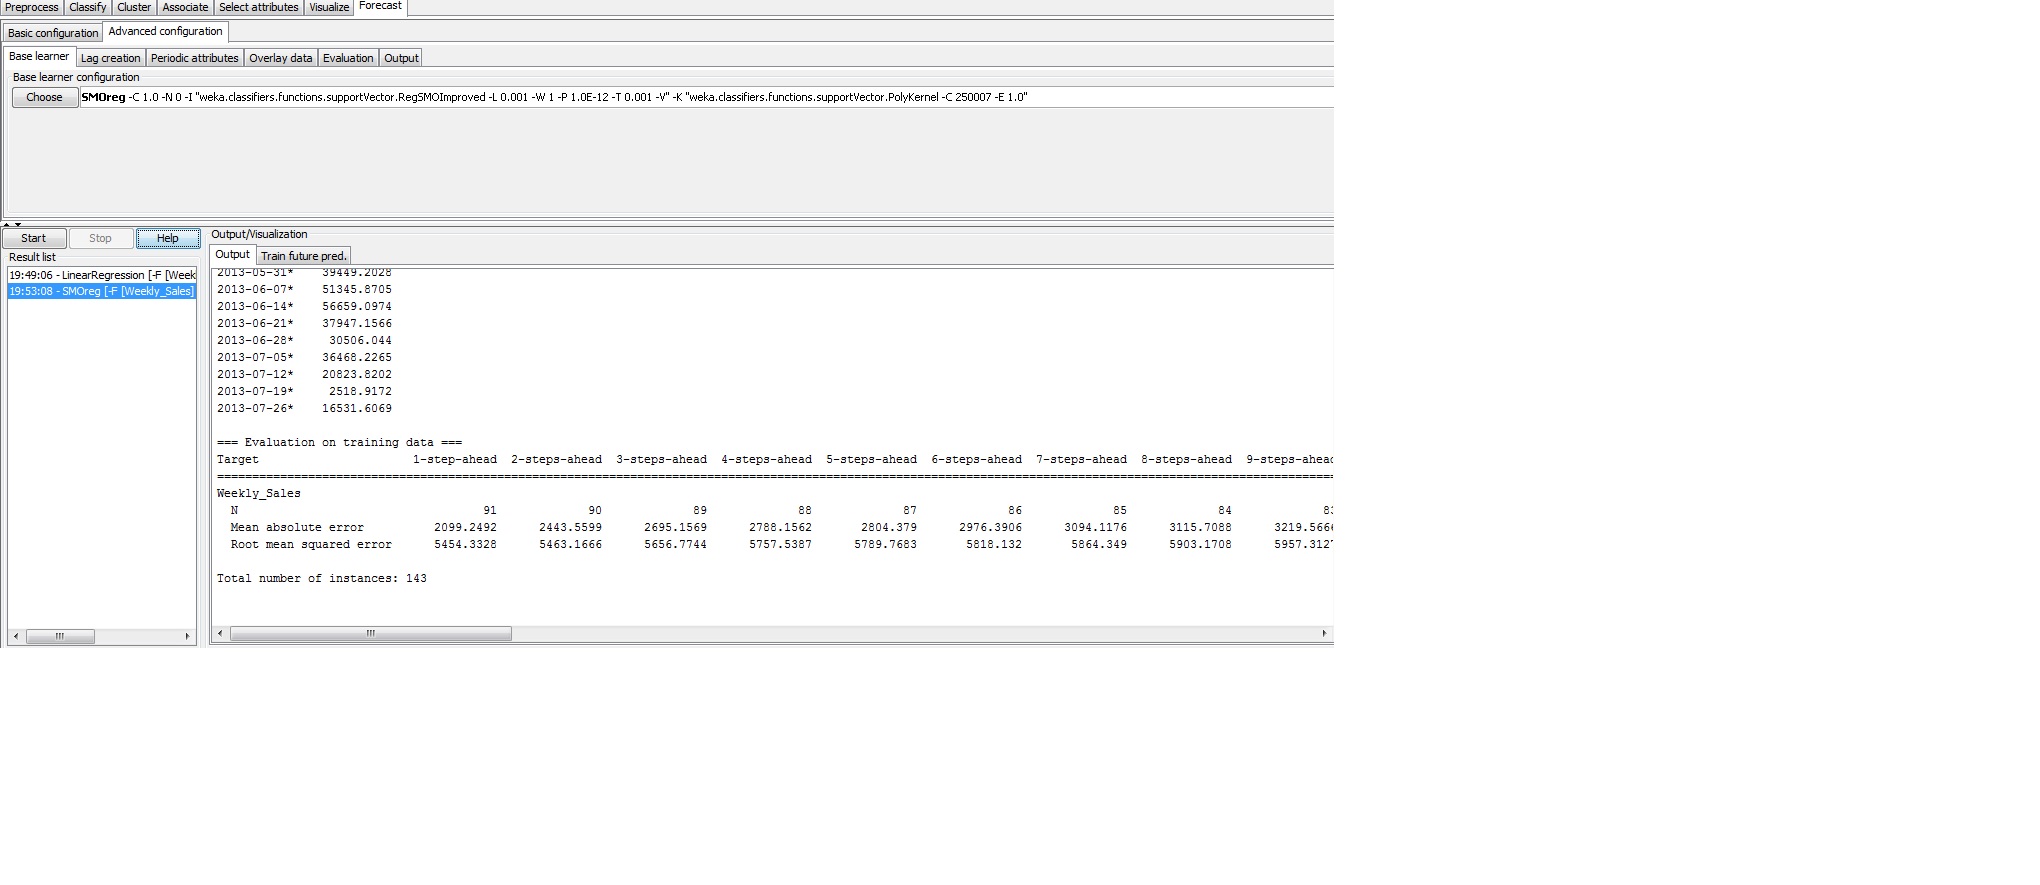 Preprocess Classify Cluster Associate Select attributes Visualize Forecast
Basic configuration Advanced configuration
Base learner Lag creation Periodic attributes Overlay data Evaluation Output
Base learner configuration
Choose SMOreg -C 1.0 -N 0 -I "weka.classifiers.functions.supportVector.RegSMOImproved -L 0.001 -W 1 -P 1.0E-12 -T 0.001 -V" -K "weka.classifiers.functions.supportVector.PolyKernel -C 250007 -E 1.0"
Start Stop Help
Result list
19:49:06 - LinearRegression [-F [Week
19:53:08 - SMOreg [-F [Weekly_Sales]
Output/Visualization
Output Train future pred.
2013-05-31* 39449.2028
2013-06-07* 51345.8705
2013-06-14* 56659.0974
2013-06-21* 37947.1566
2013-06-28* 30506.044
2013-07-05* 36468.2265
2013-07-12* 20823.8202
2013-07-19* 2518.9172
2013-07-26* 16531.6069
=== Evaluation on training data ===
Target 1-step-ahead 2-steps-ahead 3-steps-ahead 4-steps-ahead 5-steps-ahead 6-steps-ahead 7-steps-ahead 8-steps-ahead 9-steps-ahead
Weekly_Sales
N 91 90 89 88 87 86 85 84 83
Mean absolute error 2099.2492 2443.5599 2695.1569 2788.1562 2804.379 2976.3906 3094.1176 3115.7088 3219.566
Root mean squared error 5454.3328 5463.1666 5656.7744 5757.5387 5789.7683 5818.132 5864.349 5903.1708 5957.312
Total number of instances: 143